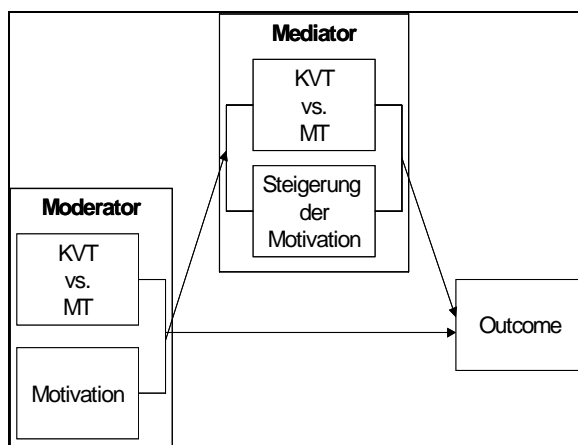 Mediator
KVT
vs.
MT
Steigerung
der
Motivation
Moderator
KVT
vs.
MT
Motivation
Outcome